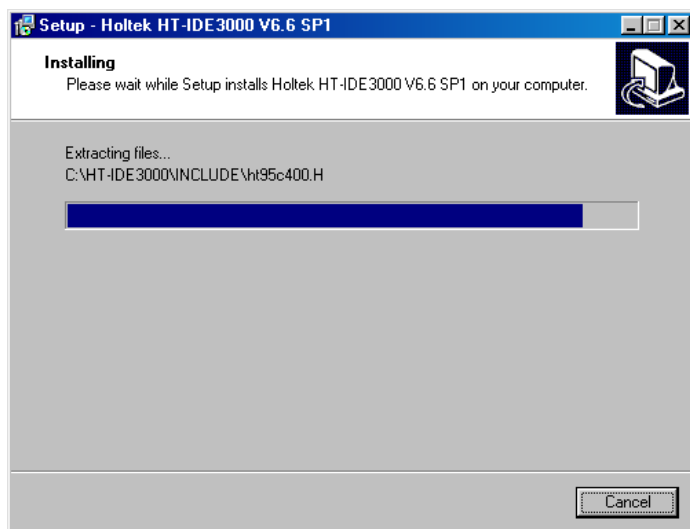 Setup - Holtek HT-IDE3000 V6.6 SP1
Installing
Please wait while Setup installs Holtek HT-IDE3000 V6.6 SP1 on your computer.
Extracting files...
C:\HT-IDE3000\INCLUDE\ht95c400.H
Cancel